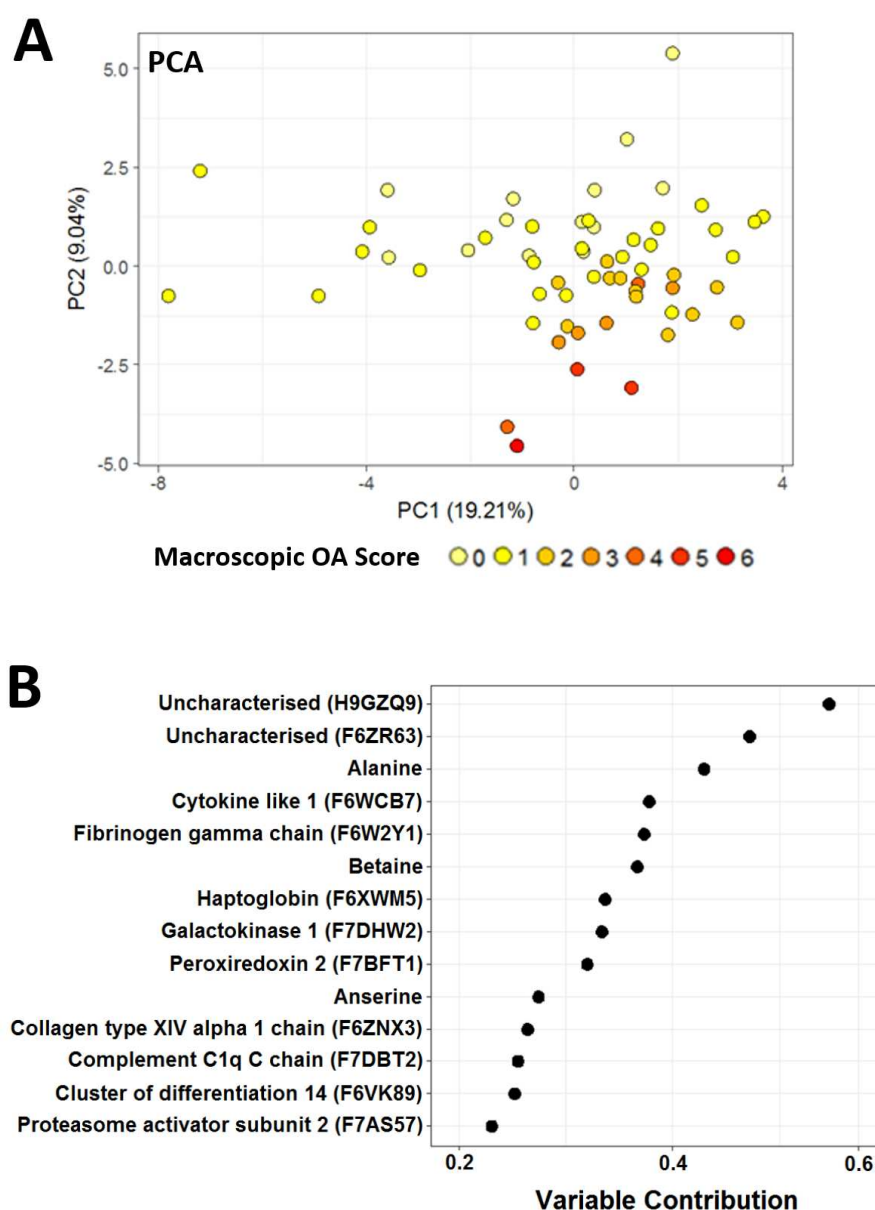 A
PCA
5.0
2.5
0.0
-2.5
-5.0
PC2 (9.04%)
-8 -4 0 4
PC1 (19.21%)
Macroscopic OA Score 0 1 2 3 4 5 6
B
Uncharacterised (H9GZQ9)
Uncharacterised (F6ZR63)
Alanine
Cytokine like 1 (F6WCB7)
Fibrinogen gamma chain (F6W2Y1)
Betaine
Haptoglobin (F6XWM5)
Galactokinase 1 (F7DHW2)
Peroxiredoxin 2 (F7BFT1)
Anserine
Collagen type XIV alpha 1 chain (F6ZNX3)
Complement C1q C chain (F7DBT2)
Cluster of differentiation 14 (F6VK89)
Proteasome activator subunit 2 (F7AS57)
0.2 0.4 0.6
Variable Contribution